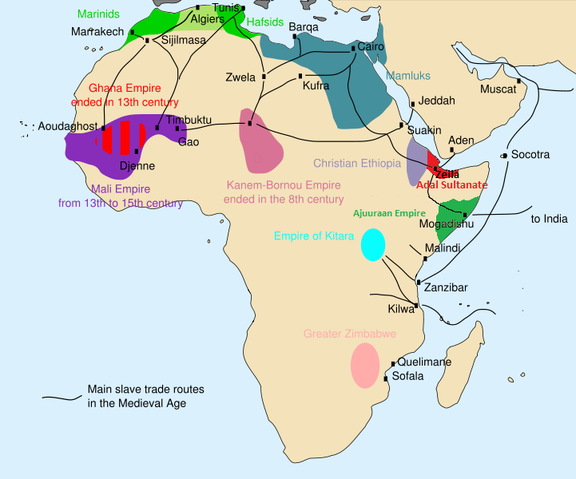 Marinids
Tunis
Algiers
Hafsids
Marrakech
Sijilmasa
Barqa
Cairo
Zwela
Kufra
Mamluks
Muscat
Ghana Empire
ended in 13th century
Jeddah
Aoudaghost
Timbuktu
Gao
Suakin
Aden
Socotra
Djenne
Christian Ethiopia
Zeila
Adal Sultanate
Mali Empire
from 13th to 15th century
Kanem-Bornou Empire
ended in the 8th century
Ajuuraan Empire
Mogadishu
to India
Empire of Kitara
Malindi
Zanzibar
Kilwa
Greater Zimbabwe
Quelimane
Sofala
Main slave trade routes
in the Medieval Age